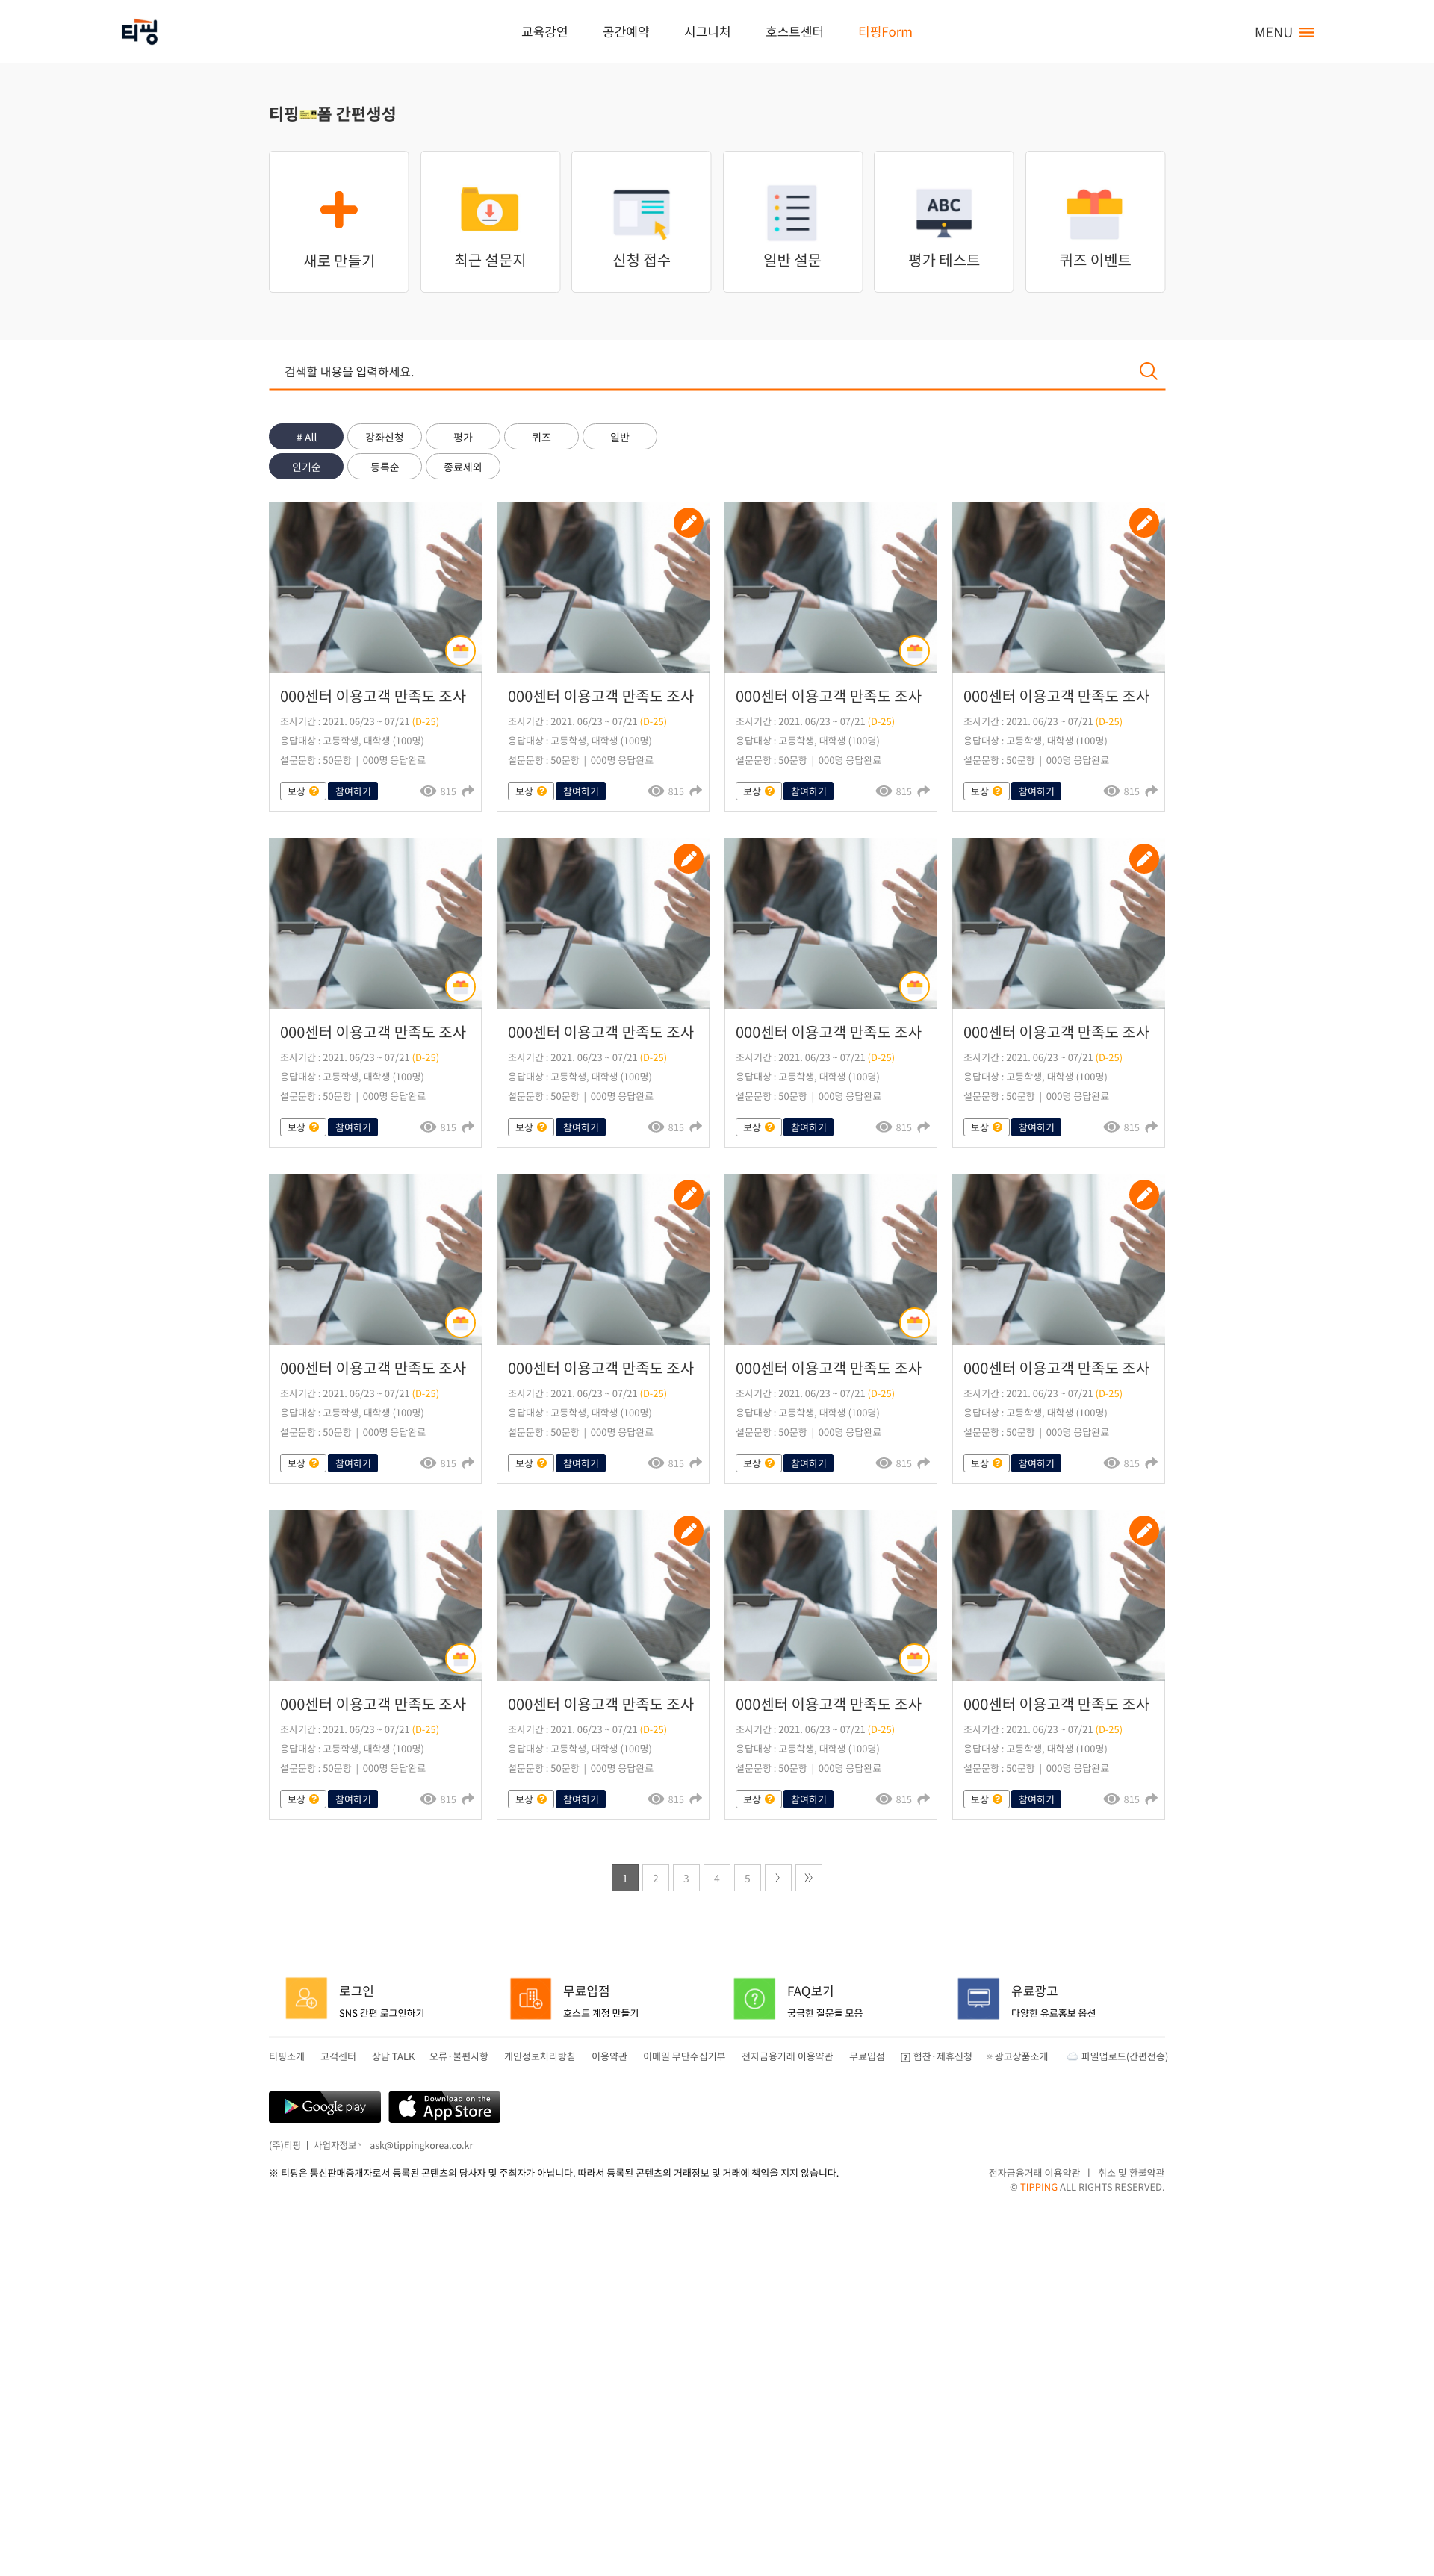 티핑
교육강연 공간예약 시그니처 호스트센터 티핑Form
MENU
티핑 폼 간편생성
새로 만들기 최근 설문지 신청 접수 일반 설문 ABC 평가 테스트 퀴즈 이벤트
검색할 내용을 입력하세요.
# All 강좌신청 평가 퀴즈 일반
인기순 등록순 종료제외
000센터 이용고객 만족도 조사 000센터 이용고객 만족도 조사 000센터 이용고객 만족도 조사 000센터 이용고객 만족도 조사
조사기간 : 2021. 06/23 ~ 07/21 (D-25) 조사기간 : 2021. 06/23 ~ 07/21 (D-25) 조사기간 : 2021. 06/23 ~ 07/21 (D-25) 조사기간 : 2021. 06/23 ~ 07/21 (D-25)
응답대상 : 고등학생, 대학생 (100명) 응답대상 : 고등학생, 대학생 (100명) 응답대상 : 고등학생, 대학생 (100명) 응답대상 : 고등학생, 대학생 (100명)
설문문항 : 50문항 | 000명 응답완료 설문문항 : 50문항 | 000명 응답완료 설문문항 : 50문항 | 000명 응답완료 설문문항 : 50문항 | 000명 응답완료
보상 ? 참여하기 815 보상 ? 참여하기 815 보상 ? 참여하기 815 보상 ? 참여하기 815
000센터 이용고객 만족도 조사 000센터 이용고객 만족도 조사 000센터 이용고객 만족도 조사 000센터 이용고객 만족도 조사
조사기간 : 2021. 06/23 ~ 07/21 (D-25) 조사기간 : 2021. 06/23 ~ 07/21 (D-25) 조사기간 : 2021. 06/23 ~ 07/21 (D-25) 조사기간 : 2021. 06/23 ~ 07/21 (D-25)
응답대상 : 고등학생, 대학생 (100명) 응답대상 : 고등학생, 대학생 (100명) 응답대상 : 고등학생, 대학생 (100명) 응답대상 : 고등학생, 대학생 (100명)
설문문항 : 50문항 | 000명 응답완료 설문문항 : 50문항 | 000명 응답완료 설문문항 : 50문항 | 000명 응답완료 설문문항 : 50문항 | 000명 응답완료
보상 ? 참여하기 815 보상 ? 참여하기 815 보상 ? 참여하기 815 보상 ? 참여하기 815
000센터 이용고객 만족도 조사 000센터 이용고객 만족도 조사 000센터 이용고객 만족도 조사 000센터 이용고객 만족도 조사
조사기간 : 2021. 06/23 ~ 07/21 (D-25) 조사기간 : 2021. 06/23 ~ 07/21 (D-25) 조사기간 : 2021. 06/23 ~ 07/21 (D-25) 조사기간 : 2021. 06/23 ~ 07/21 (D-25)
응답대상 : 고등학생, 대학생 (100명) 응답대상 : 고등학생, 대학생 (100명) 응답대상 : 고등학생, 대학생 (100명) 응답대상 : 고등학생, 대학생 (100명)
설문문항 : 50문항 | 000명 응답완료 설문문항 : 50문항 | 000명 응답완료 설문문항 : 50문항 | 000명 응답완료 설문문항 : 50문항 | 000명 응답완료
보상 ? 참여하기 815 보상 ? 참여하기 815 보상 ? 참여하기 815 보상 ? 참여하기 815
000센터 이용고객 만족도 조사 000센터 이용고객 만족도 조사 000센터 이용고객 만족도 조사 000센터 이용고객 만족도 조사
조사기간 : 2021. 06/23 ~ 07/21 (D-25) 조사기간 : 2021. 06/23 ~ 07/21 (D-25) 조사기간 : 2021. 06/23 ~ 07/21 (D-25) 조사기간 : 2021. 06/23 ~ 07/21 (D-25)
응답대상 : 고등학생, 대학생 (100명) 응답대상 : 고등학생, 대학생 (100명) 응답대상 : 고등학생, 대학생 (100명) 응답대상 : 고등학생, 대학생 (100명)
설문문항 : 50문항 | 000명 응답완료 설문문항 : 50문항 | 000명 응답완료 설문문항 : 50문항 | 000명 응답완료 설문문항 : 50문항 | 000명 응답완료
보상 ? 참여하기 815 보상 ? 참여하기 815 보상 ? 참여하기 815 보상 ? 참여하기 815
1 2 3 4 5 〉 》
로그인 무료입점 FAQ보기 유료광고
SNS 간편 로그인하기 호스트 계정 만들기 궁금한 질문들 모음 다양한 유료홍보 옵션
티핑소개 고객센터 상담 TALK 오류·불편사항 개인정보처리방침 이용약관 이메일 무단수집거부 전자금융거래 이용약관 무료입점 협찬·제휴신청 광고상품소개 파일업로드(간편전송)
Google play Download on the App Store
(주)티핑 | 사업자정보 ask@tippingkorea.co.kr
※ 티핑은 통신판매중개자로서 등록된 콘텐츠의 당사자 및 주최자가 아닙니다. 따라서 등록된 콘텐츠의 거래정보 및 거래에 책임을 지지 않습니다. 전자금융거래 이용약관 | 취소 및 환불약관
© TIPPING ALL RIGHTS RESERVED.